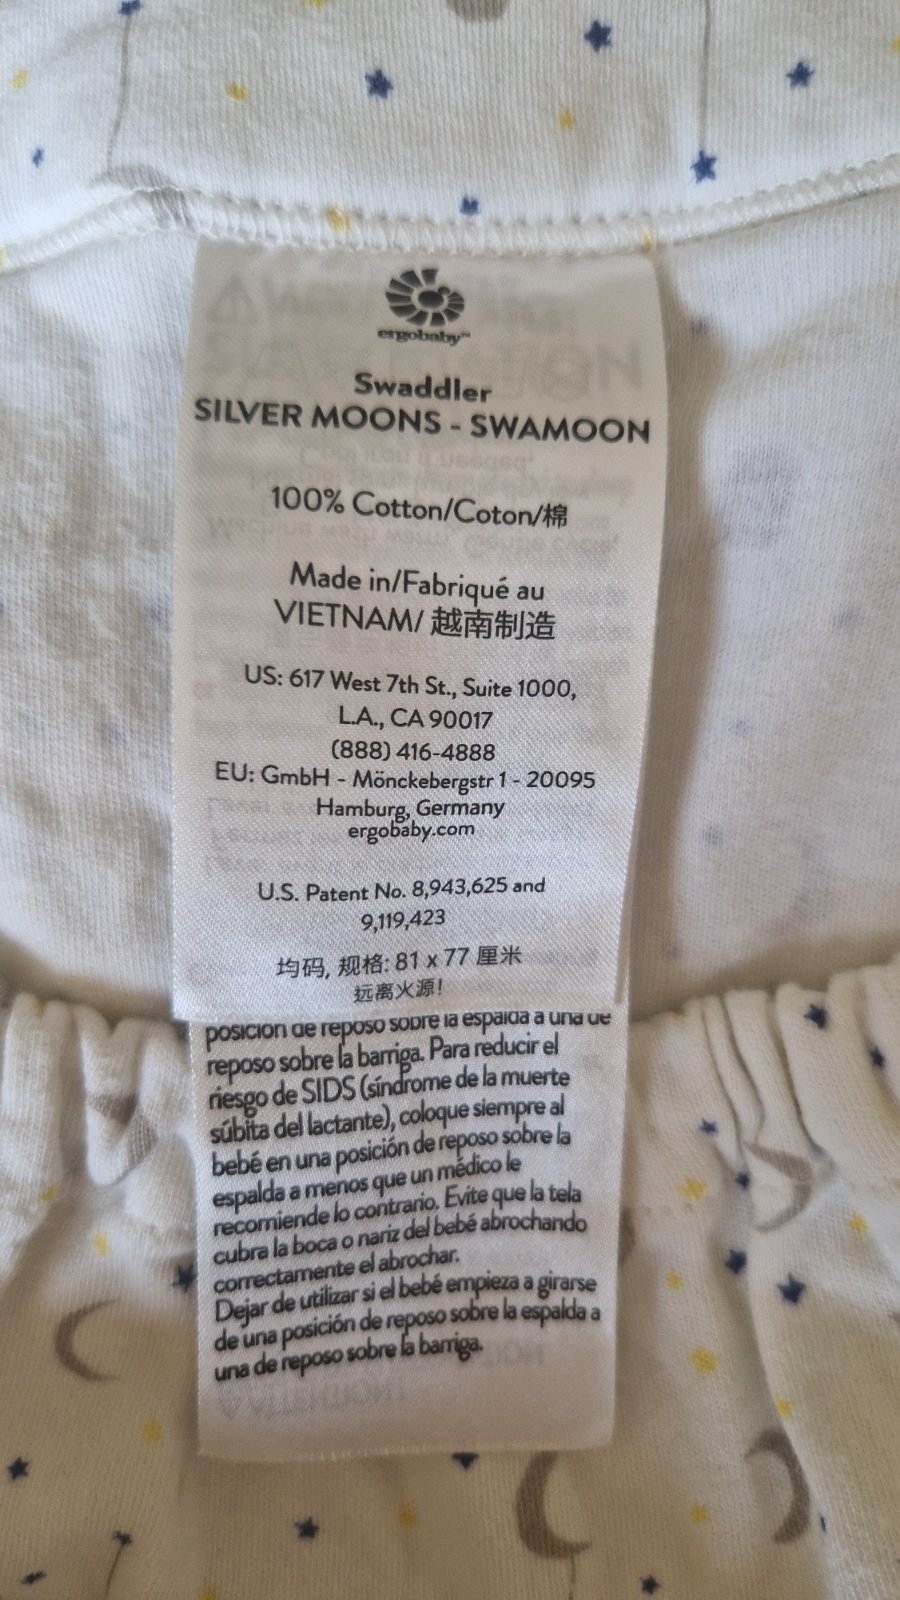 ergobaby™
Swaddler
SILVER MOONS - SWAMOON
100% Cotton/Coton/棉
Made in/Fabriqué au
VIETNAM/ 越南制造
US: 617 West 7th St., Suite 1000,
L.A., CA 90017
(888) 416-4888
EU: GmbH - Mönckebergstr 1 - 20095
Hamburg, Germany
ergobaby.com
U.S. Patent No. 8,943,625 and
9,119,423
均码, 规格: 81 x 77 厘米
远离火源!
posición de reposo sobre la espalda a una de
reposo sobre la barriga. Para reducir el
riesgo de SIDS (síndrome de la muerte
súbita del lactante), coloque siempre al
bebé en una posición de reposo sobre la
espalda a menos que un médico le
recomiende lo contrario. Evite que la tela
cubra la boca o nariz del bebé abrochando
correctamente el abrochar.
Dejar de utilizar si el bebé empieza a girarse
de una posición de reposo sobre la espalda a
una de reposo sobre la barriga.